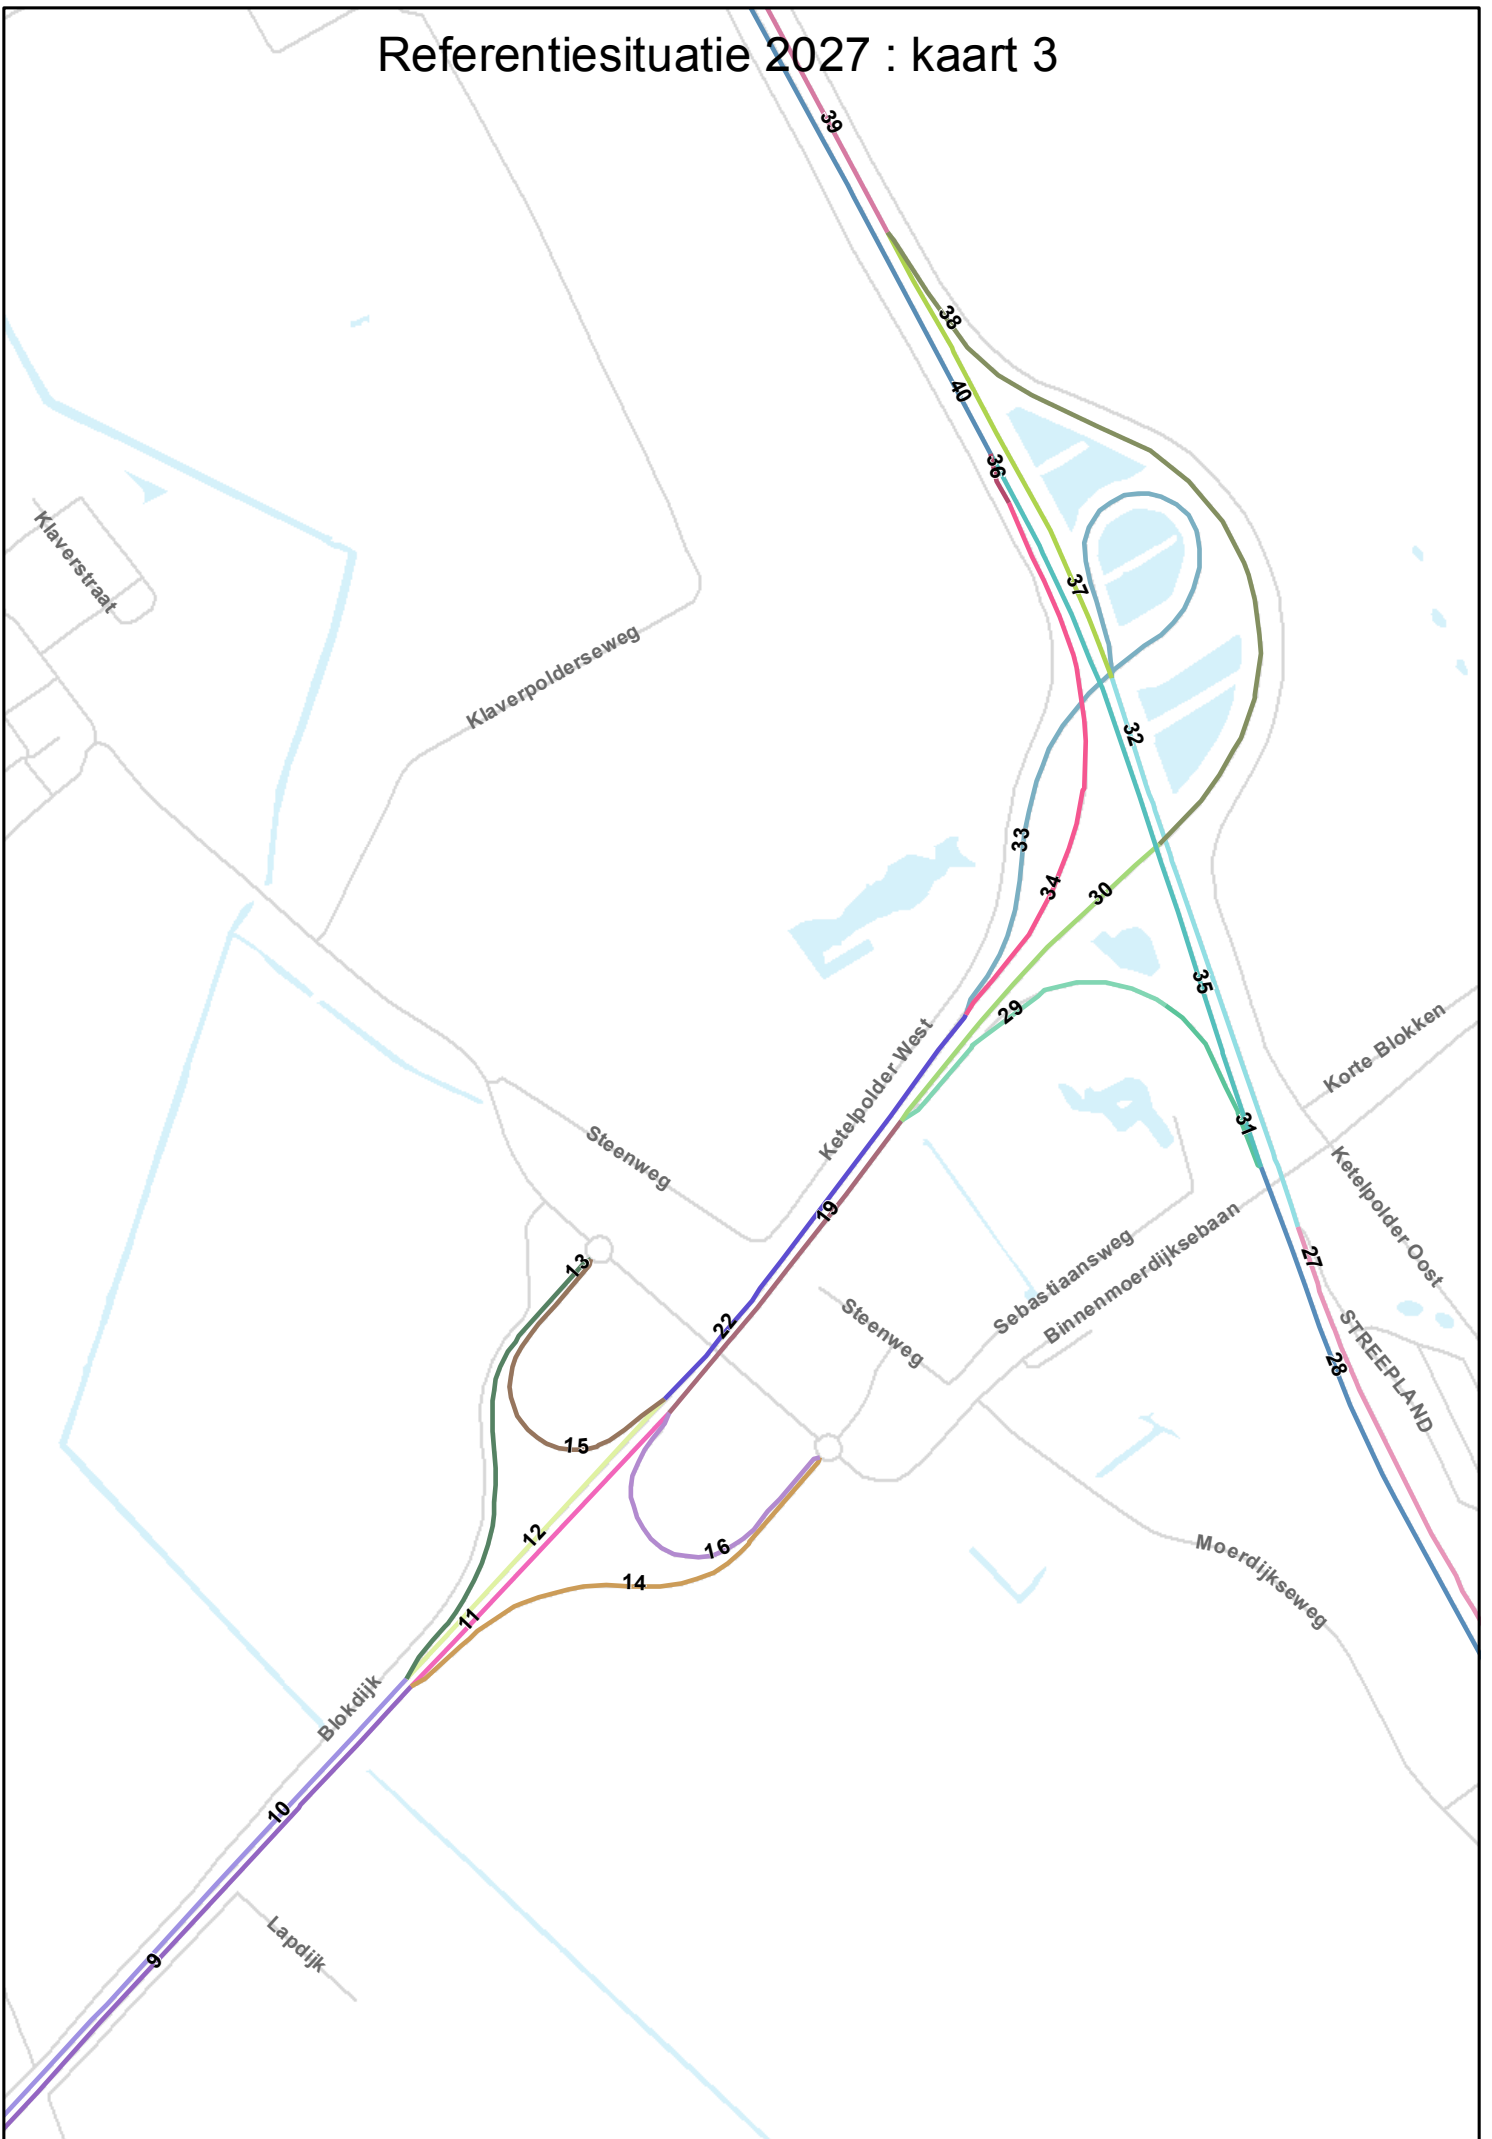 Referentiesituatie 2027 : kaart 3
39
38
40
36
Klaverstraat
37
Klaverpolderseweg
32
33
34
30
35
29
Korte Blokken
Ketelpolder West
31
Steenweg
Ketelpolder Oost
19
Sebastiaansweg
Binnenmoerdijksebaan
13
27
22
Steenweg
STREEPLAND
28
15
12
16
Moerdijkseweg
14
11
Blokdijk
10
Lapdijk
9